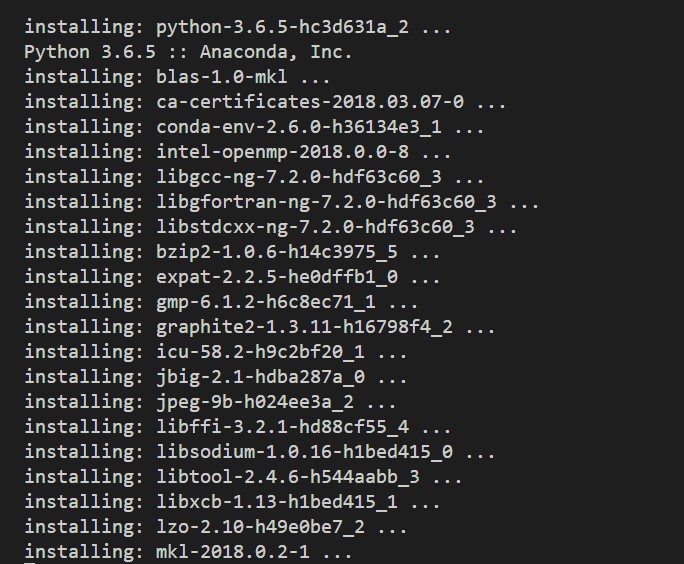 installing: python-3.6.5-hc3d631a_2 ...
Python 3.6.5 :: Anaconda, Inc.
installing: blas-1.0-mkl ...
installing: ca-certificates-2018.03.07-0 ...
installing: conda-env-2.6.0-h36134e3_1 ...
installing: intel-openmp-2018.0.0-8 ...
installing: libgcc-ng-7.2.0-hdf63c60_3 ...
installing: libgfortran-ng-7.2.0-hdf63c60_3 ...
installing: libstdcxx-ng-7.2.0-hdf63c60_3 ...
installing: bzip2-1.0.6-h14c3975_5 ...
installing: expat-2.2.5-he0dffb1_0 ...
installing: gmp-6.1.2-h6c8ec71_1 ...
installing: graphite2-1.3.11-h16798f4_2 ...
installing: icu-58.2-h9c2bf20_1 ...
installing: jbig-2.1-hdba287a_0 ...
installing: jpeg-9b-h024ee3a_2 ...
installing: libffi-3.2.1-hd88cf55_4 ...
installing: libsodium-1.0.16-h1bed415_0 ...
installing: libtool-2.4.6-h544aabb_3 ...
installing: libxcb-1.13-h1bed415_1 ...
installing: lzo-2.10-h49e0be7_2 ...
installing: mkl-2018.0.2-1 ...